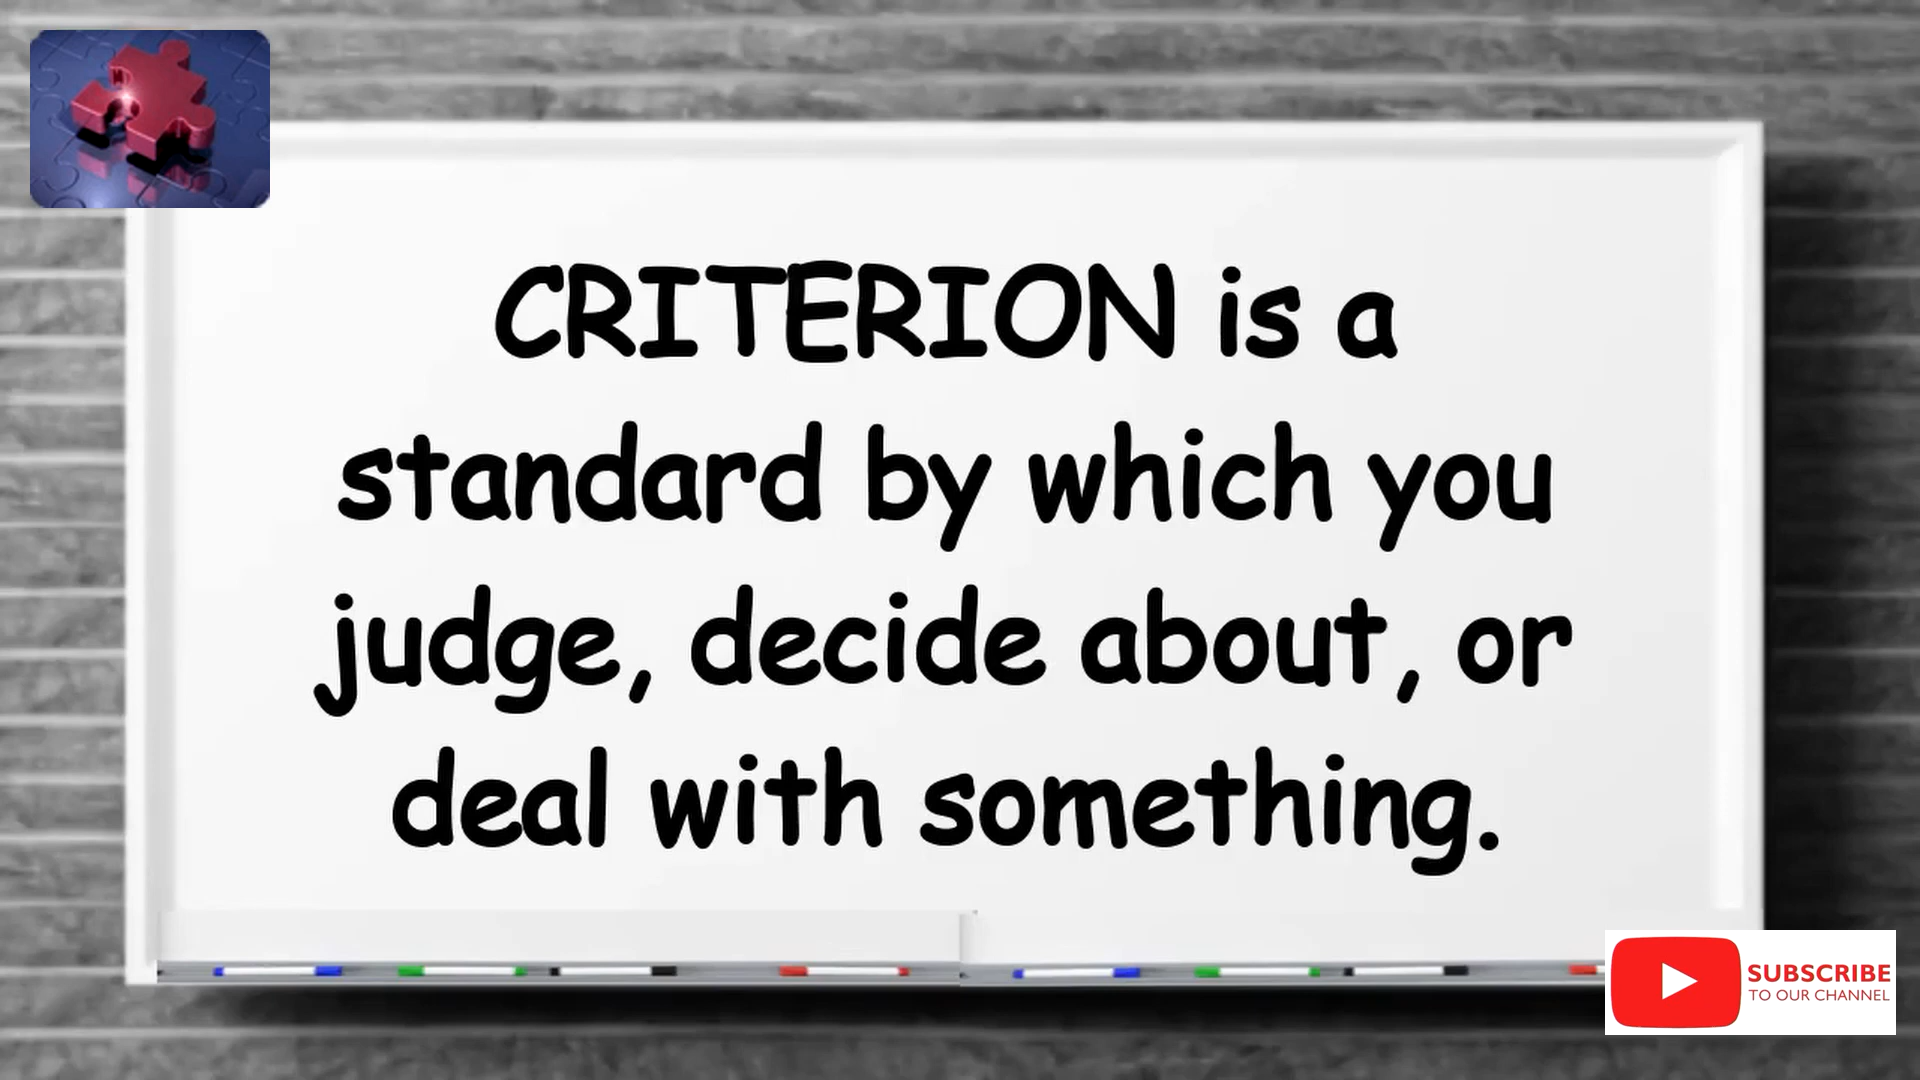 CRITERION is a
standard by which you
judge, decide about, or
deal with something.
SUBSCRIBE
TO OUR CHANNEL